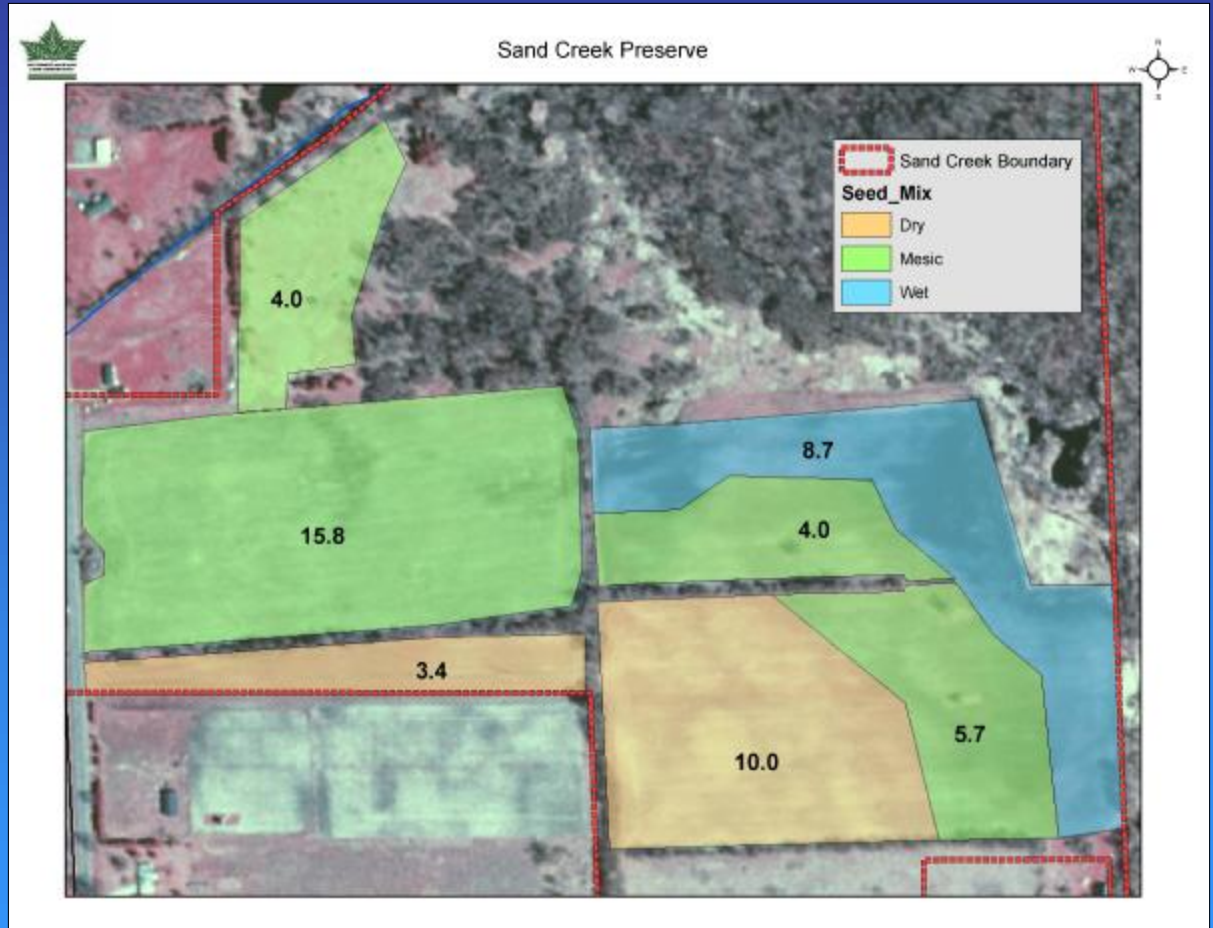 Sand Creek Preserve
N
W
E
S
Sand Creek Boundary
Seed_Mix
Dry
Mesic
Wet
4.0
8.7
15.8
4.0
3.4
10.0
5.7